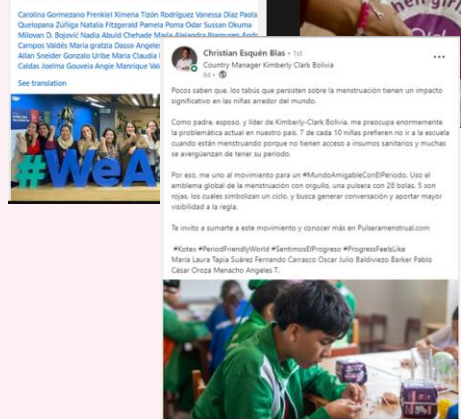 Carolina Gormezano Frenkiel Ximena Tizón Rodríguez Vanessa Díaz Paola
Quelopana Zúñiga Natalia Fitzgerald Pamela Poma Odar Sussan Okuma
Milovan D. Bojović Nadia Abuid Chehade Maria Alejandra
Campos Valdés María gratzia Dasso Angeles
Allan Sneider Gonzalo Uribe Maria Claudia
Caldas Joelma Gouveia Angie Manrique
See translation
#WeA
Christian Esquén Blas • 1st
Country Manager Kimberly Clark Bolivia
6d •
Pocos saben que, los tabús que persisten sobre la menstruación tienen un impacto
significativo en las niñas arredor del mundo.
Como padre, esposo, y líder de Kimberly-Clark Bolivia, me preocupa enormemente
la problemática actual en nuestro país. 7 de cada 10 niñas prefieren no ir a la escuela
cuando están menstruando porque no tienen acceso a insumos sanitarios y muchas
se avergüenzan de tener su periodo.
Por eso, me uno al movimiento para un #MundoAmigableConElPeriodo. Uso el
emblema global de la menstruación con orgullo, una pulsera con 28 bolas. 5 son
rojas, los cuales simbolizan un ciclo, y busca generar conversación y aportar mayor
visibilidad a la regla.
Te invito a sumarte a este movimiento y conocer más en Pulseramenstrual.com
#Kotex #PeriodFriendlyWorld #SentimosElProgreso #ProgressFeelsLike
María Laura Tapia Suárez Fernando Carrasco Oscar Julio Baldiviezo Barker Pablo
César Oroza Menacho Angeles T.